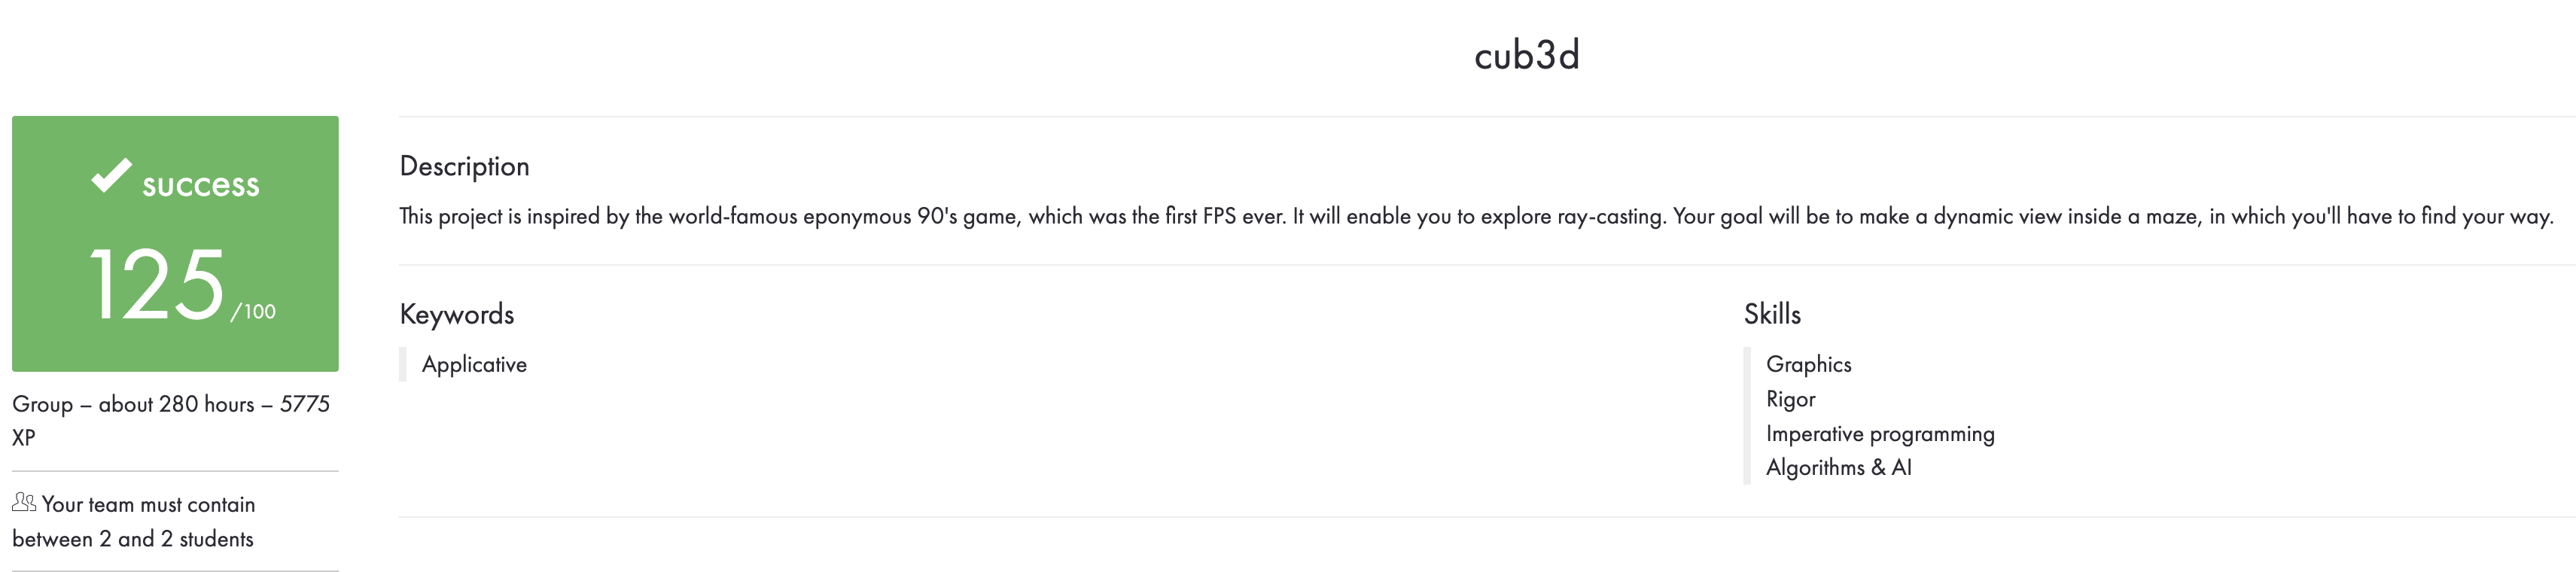 cub3d
success
125 /100
Group – about 280 hours – 5775
XP
Your team must contain
between 2 and 2 students
Description
This project is inspired by the world-famous eponymous 90's game, which was the first FPS ever. It will enable you to explore ray-casting. Your goal will be to make a dynamic view inside a maze, in which you'll have to find your way.
Keywords
Applicative
Skills
Graphics
Rigor
Imperative programming
Algorithms & AI